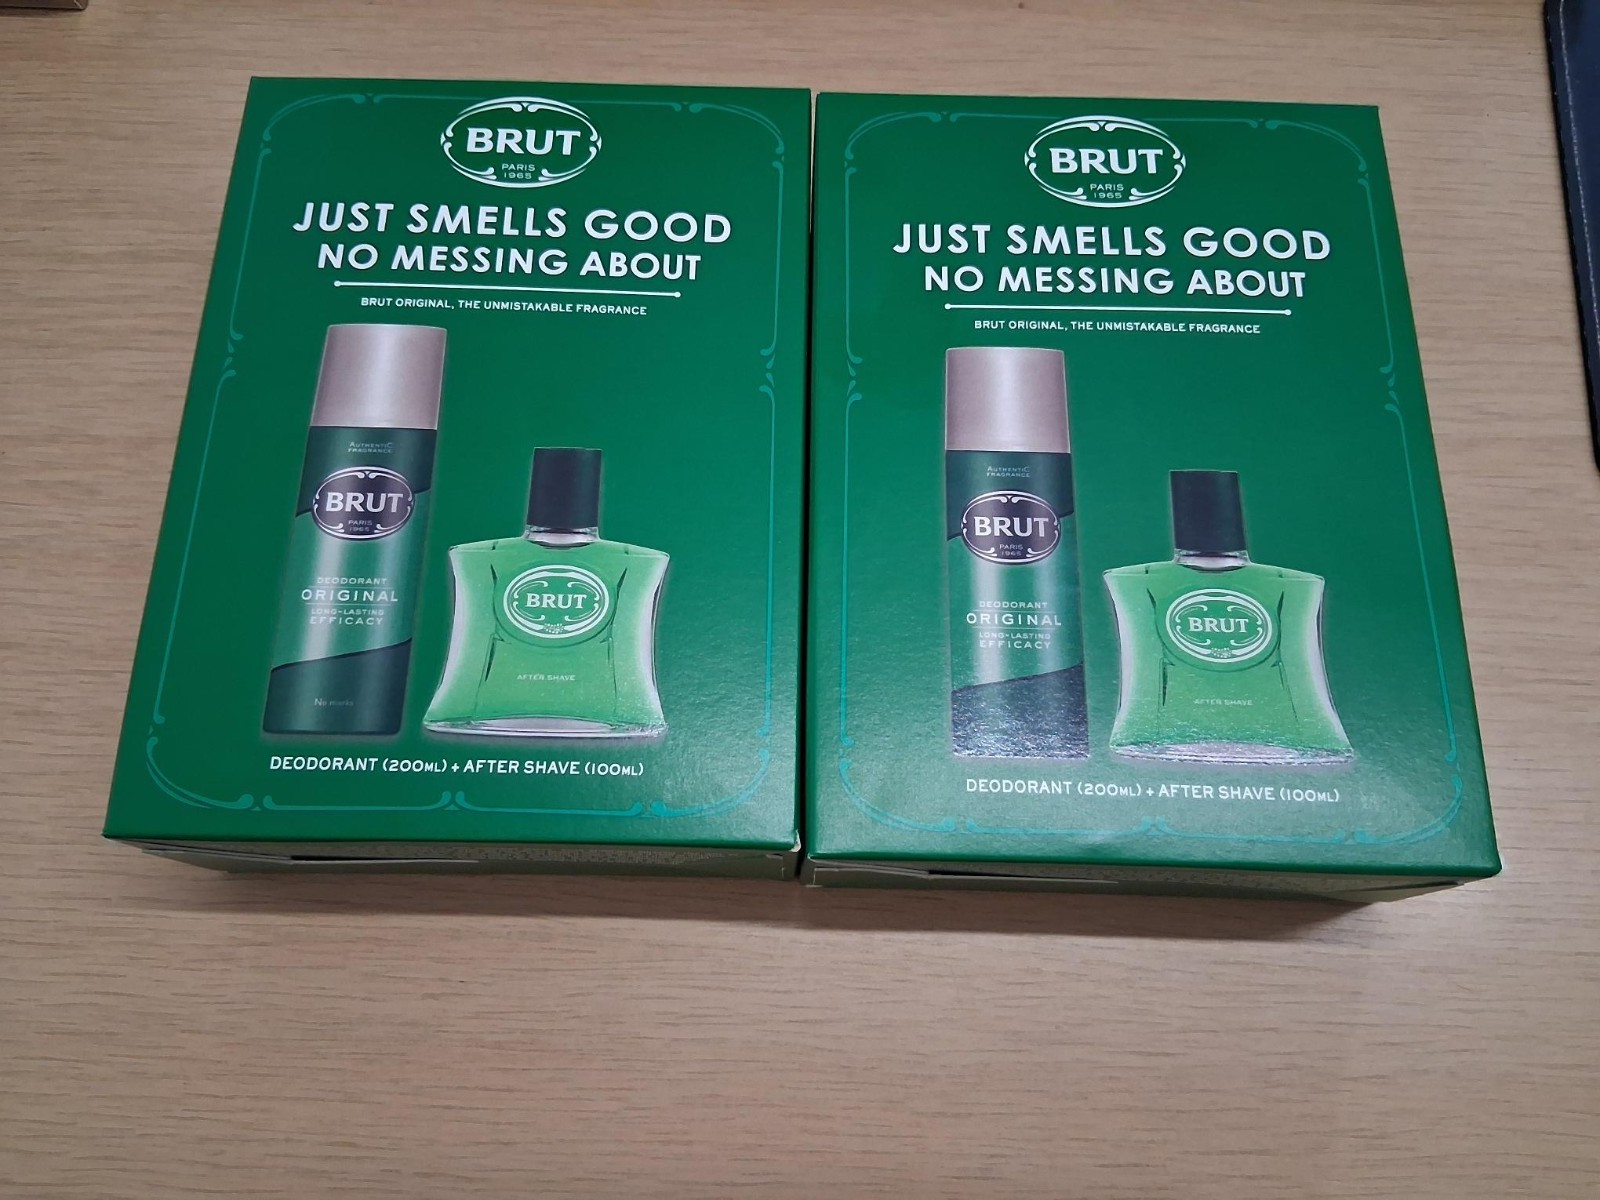 BRUT
PARIS
1965
JUST SMELLS GOOD
NO MESSING ABOUT
BRUT ORIGINAL, THE UNMISTAKABLE FRAGRANCE
AUTHENTIC
FRAGRANCE
BRUT
PARIS
1965
DEODORANT
ORIGINAL
LONG-LASTING
EFFICACY
No marks
BRUT
AFTER SHAVE
DEODORANT (200ML) + AFTER SHAVE (100ML)
BRUT
PARIS
1965
JUST SMELLS GOOD
NO MESSING ABOUT
BRUT ORIGINAL, THE UNMISTAKABLE FRAGRANCE
AUTHENTIC
FRAGRANCE
BRUT
PARIS
1965
DEODORANT
ORIGINAL
LONG-LASTING
EFFICACY
BRUT
AFTER SHAVE
DEODORANT (200ML) + AFTER SHAVE (100ML)